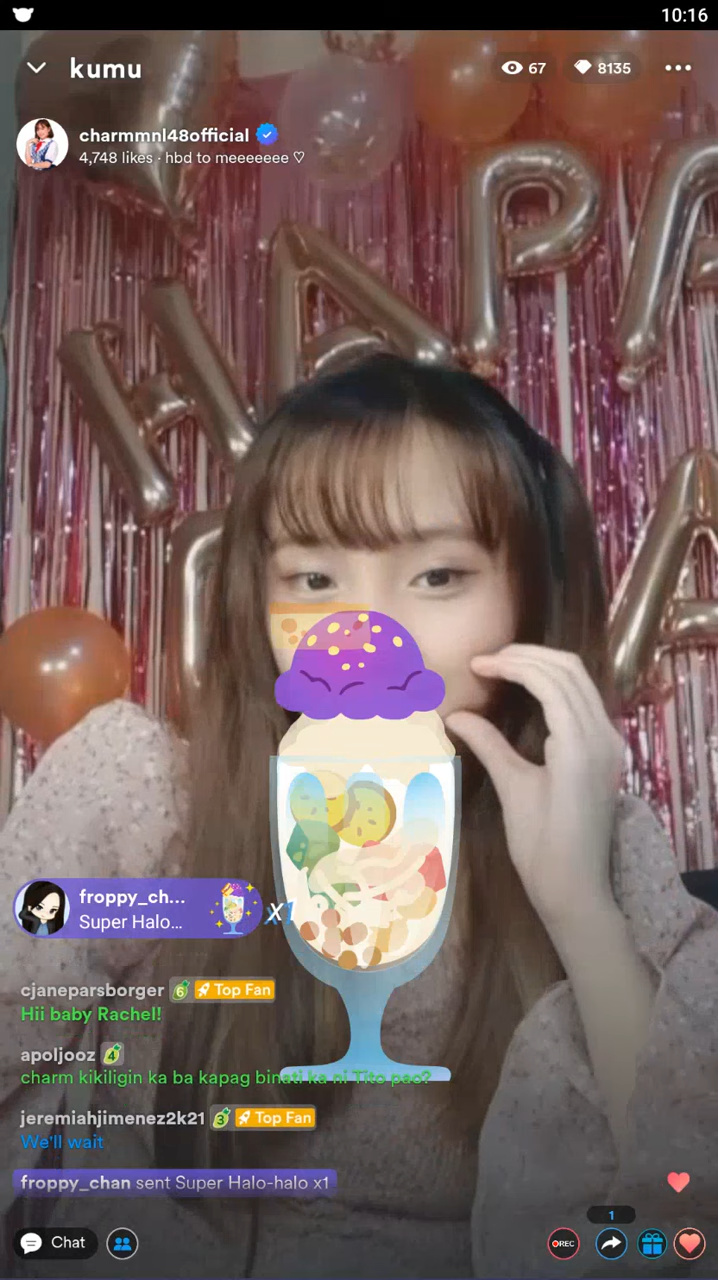 10:16
kumu
67
8135
charmmnl48official
4,748 likes · hbd to meeeeeee ♡
HAPP
A
froppy_ch...
Super Halo...
x1
cjaneparsborger 6 Top Fan
Hii baby Rachel!
apoljooz 4
charm kikiligin ka ba kapag binati ka ni Tito pao?
jeremiahjimenez2k21 3 Top Fan
We'll wait
froppy_chan sent Super Halo-halo x1
1
Chat
REC